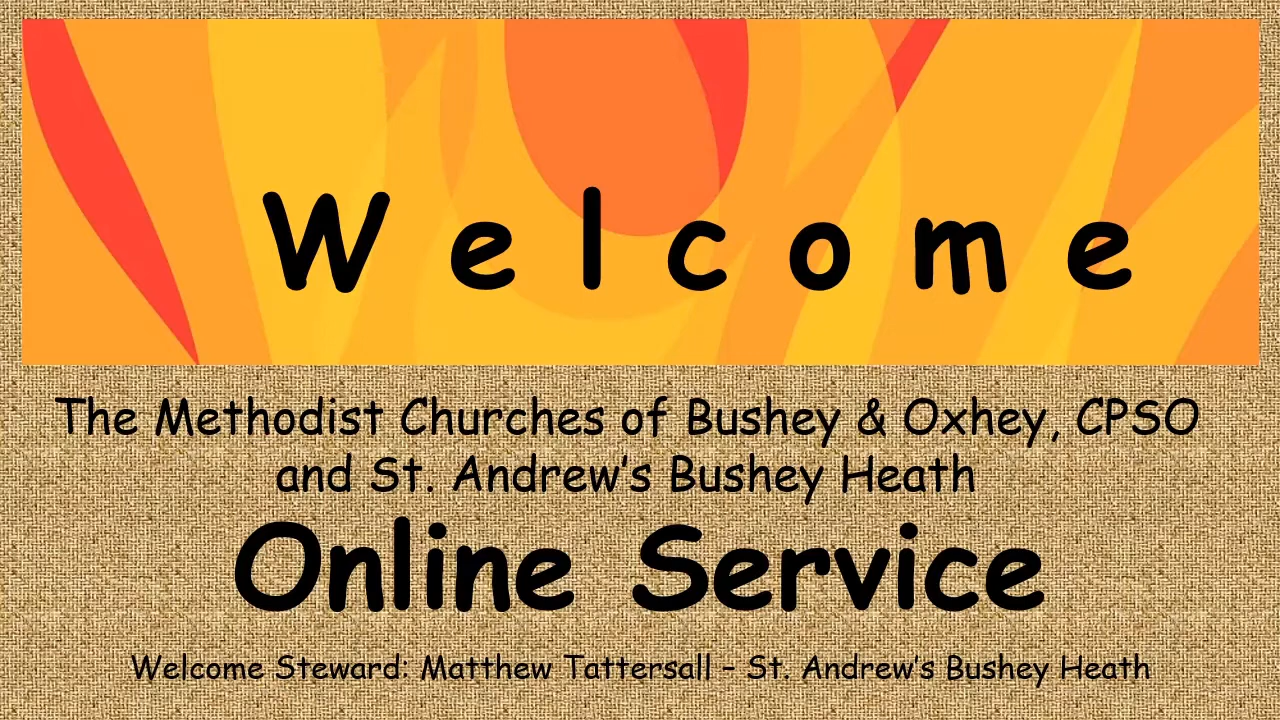 Welcome
The Methodist Churches of Bushey & Oxhey, CPSO
and St. Andrew's Bushey Heath
Online Service
Welcome Steward: Matthew Tattersall – St. Andrew's Bushey Heath